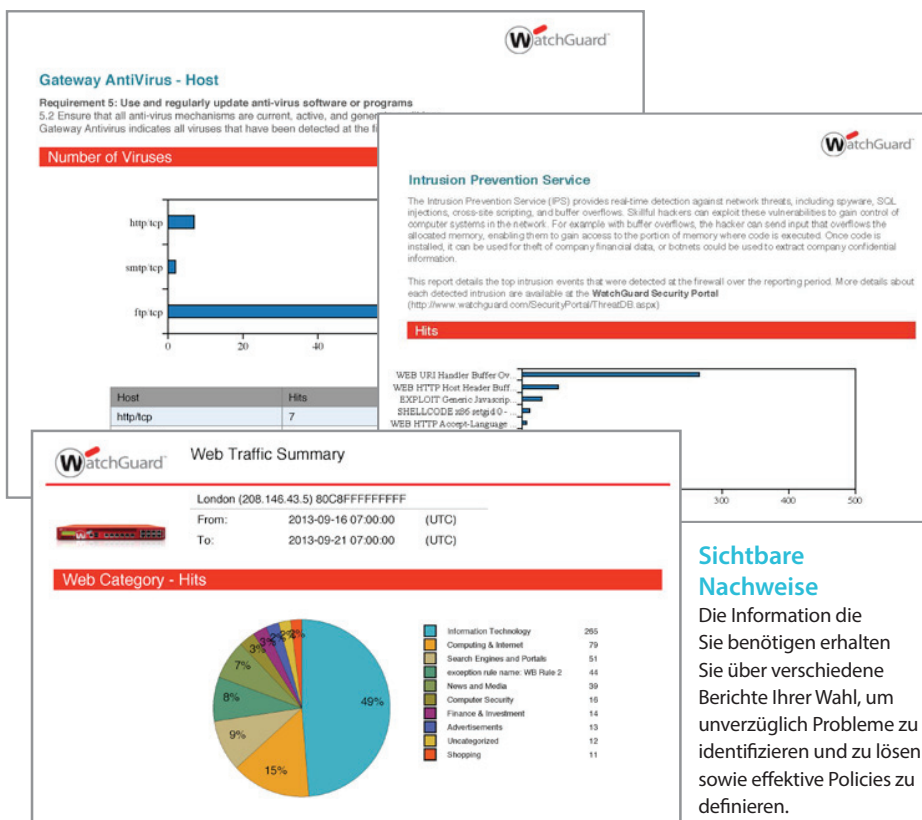 WatchGuard
Gateway AntiVirus - Host
Requirement 5: Use and regularly update anti-virus software or programs
5.2 Ensure that all anti-virus mechanisms are current, active, and
Gateway Antivirus indicates all viruses that have been detected at the
Number of Viruses
http/tcp
smtp/tcp
ftp/tcp
0 20 40
Host Hits
http/tcp 7
WatchGuard
Intrusion Prevention Service
The Intrusion Prevention Service (IPS) provides real-time detection against network threats, including spyware, SQL
injections, cross-site scripting, and buffer overflows. Skillful hackers can exploit these vulnerabilities to gain control of
computer systems in the network. For example with buffer overflows, the hacker can send input that overflows the
allocated memory, enabling them to gain access to the portion of memory where code is executed. Once code is
installed, it can be used for theft of company financial data, or botnets could be used to extract company confidential
information.
This report details the top intrusion events that were detected at the firewall over the reporting period. More details about
each detected intrusion are available at the WatchGuard Security Portal
(http://www.watchguard.com/SecurityPortal/ThreatDB.aspx)
Hits
WEB URI Handler Buffer Ov...
WEB HTTP Host Header Buff...
EXPLOIT Generic Javascrip...
SHELLCODE x86 setgid 0 - ...
WEB HTTP Accept-Language ...
300 400 500
WatchGuard
Web Traffic Summary
London (208.146.43.5) 80C8FFFFFFFFF
From: 2013-09-16 07:00:00 (UTC)
To: 2013-09-21 07:00:00 (UTC)
Web Category - Hits
49%
15%
9%
8%
7%
3%
3%
2%
2%
2%
Information Technology 265
Computing & Internet 79
Search Engines and Portals 51
exception rule name: WB Rule 2 44
News and Media 39
Computer Security 16
Finance & Investment 14
Advertisements 13
Uncategorized 12
Shopping 11
Sichtbare
Nachweise
Die Information die
Sie benötigen erhalten
Sie über verschiedene
Berichte Ihrer Wahl, um
unverzüglich Probleme zu
identifizieren und zu lösen
sowie effektive Policies zu
definieren.